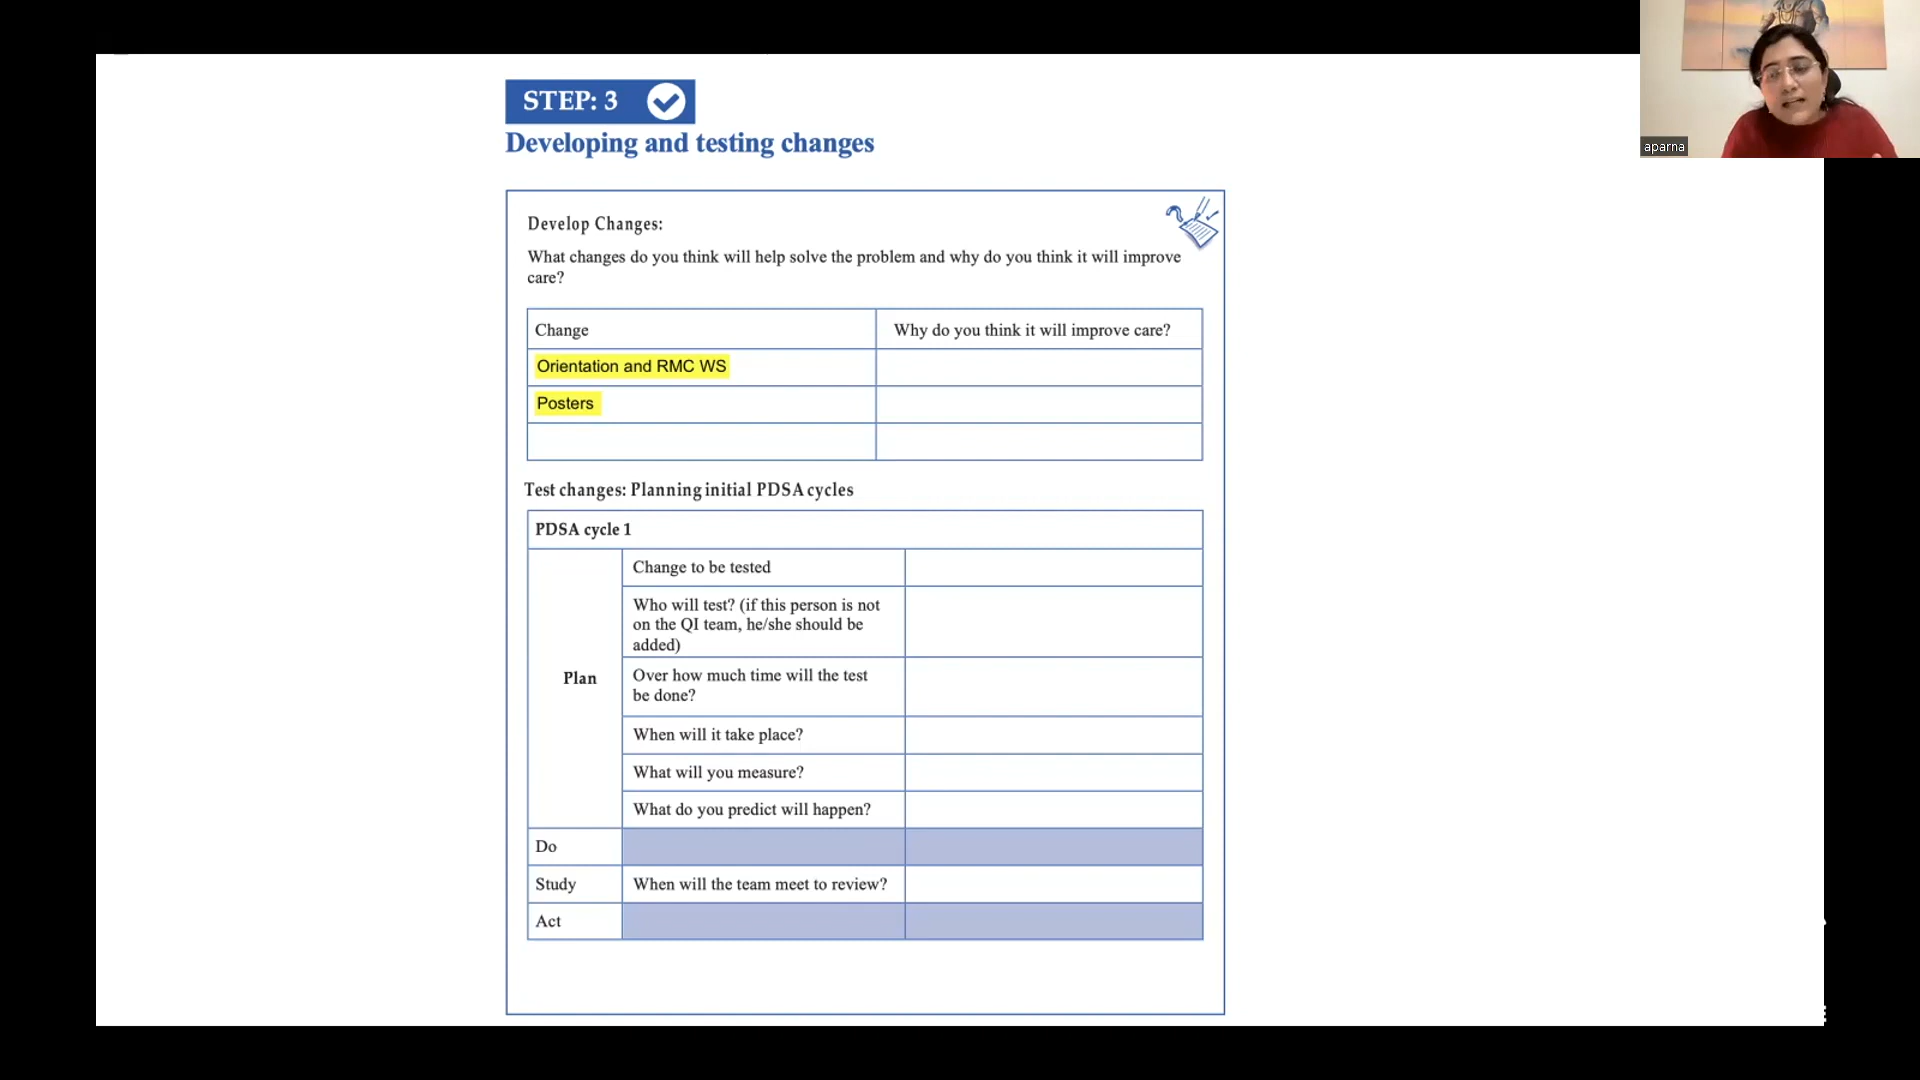 aparna
STEP: 3
Developing and testing changes
Develop Changes:
What changes do you think will help solve the problem and why do you think it will improve
care?
Change
Why do you think it will improve care?
Orientation and RMC WS
Posters
Test changes: Planning initial PDSA cycles
PDSA cycle 1
Plan
Change to be tested
Who will test? (if this person is not
on the QI team, he/she should be
added)
Over how much time will the test
be done?
When will it take place?
What will you measure?
What do you predict will happen?
Do
Study
When will the team meet to review?
Act